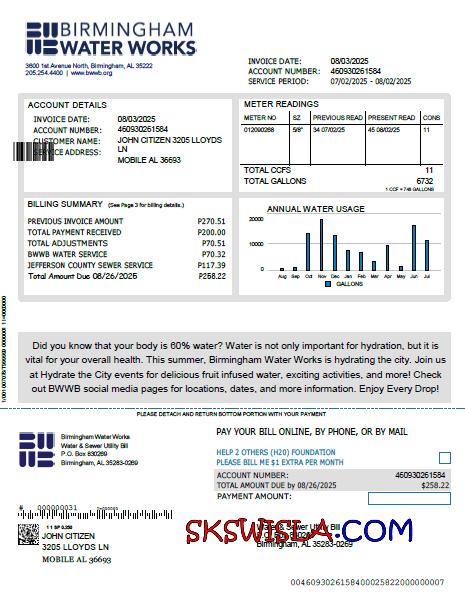 BIRMINGHAM
WATER WORKS
3600 1st Avenue North, Birmingham, AL 35222
205.254.4400 | www.bwwb.org
INVOICE DATE: 08/03/2025
ACCOUNT NUMBER: 460930261584
SERVICE PERIOD: 07/02/2025 - 08/02/2025
ACCOUNT DETAILS
INVOICE DATE: 08/03/2025
ACCOUNT NUMBER: 460930261584
CUSTOMER NAME: JOHN CITIZEN 3205 LLOYDS
LN
ADDRESS:
MOBILE AL 36693
METER READINGS
METER NO SZ PREVIOUS READ PRESENT READ CONS
012090268 5/8" 34 07/02/25 45 08/02/25 11
TOTAL CCFS 11
TOTAL GALLONS 6732
1 CCF = 748 GALLONS
BILLING SUMMARY (See Page 3 for billing details.)
PREVIOUS INVOICE AMOUNT P270.51
TOTAL PAYMENT RECEIVED P200.00
TOTAL ADJUSTMENTS P70.51
BWWB WATER SERVICE P70.32
JEFFERSON COUNTY SEWER SERVICE P117.39
Total Amount Due 08/26/2025 P258.22
ANNUAL WATER USAGE
20000
10000
0
Aug Sep Oct Nov Dec Jan Feb Mar Apr May Jun Jul
GALLONS
Did you know that your body is 60% water? Water is not only important for hydration, but it is
vital for your overall health. This summer, Birmingham Water Works is hydrating the city. Join us
at Hydrate the City events for delicious fruit infused water, exciting activities, and more! Check
out BWWB social media pages for locations, dates, and more information. Enjoy Every Drop!
PLEASE DETACH AND RETURN BOTTOM PORTION WITH YOUR PAYMENT
Birmingham Water Works
Water & Sewer Utility Bill
P.O. Box 830269
Birmingham, AL 35283-0269
PAY YOUR BILL ONLINE, BY PHONE, OR BY MAIL
HELP 2 OTHERS (H20) FOUNDATION
PLEASE BILL ME $1 EXTRA PER MONTH
ACCOUNT NUMBER: 460930261584
TOTAL AMOUNT DUE by 08/26/2025 $258.22
PAYMENT AMOUNT:
# 000000031
11 SP 0.350
JOHN CITIZEN
3205 LLOYDS LN
MOBILE AL 36693
SKSWISLA.COM
Water & Sewer Utility Bill
Birmingham, AL 35283-0269
00460930261584000258220000000007